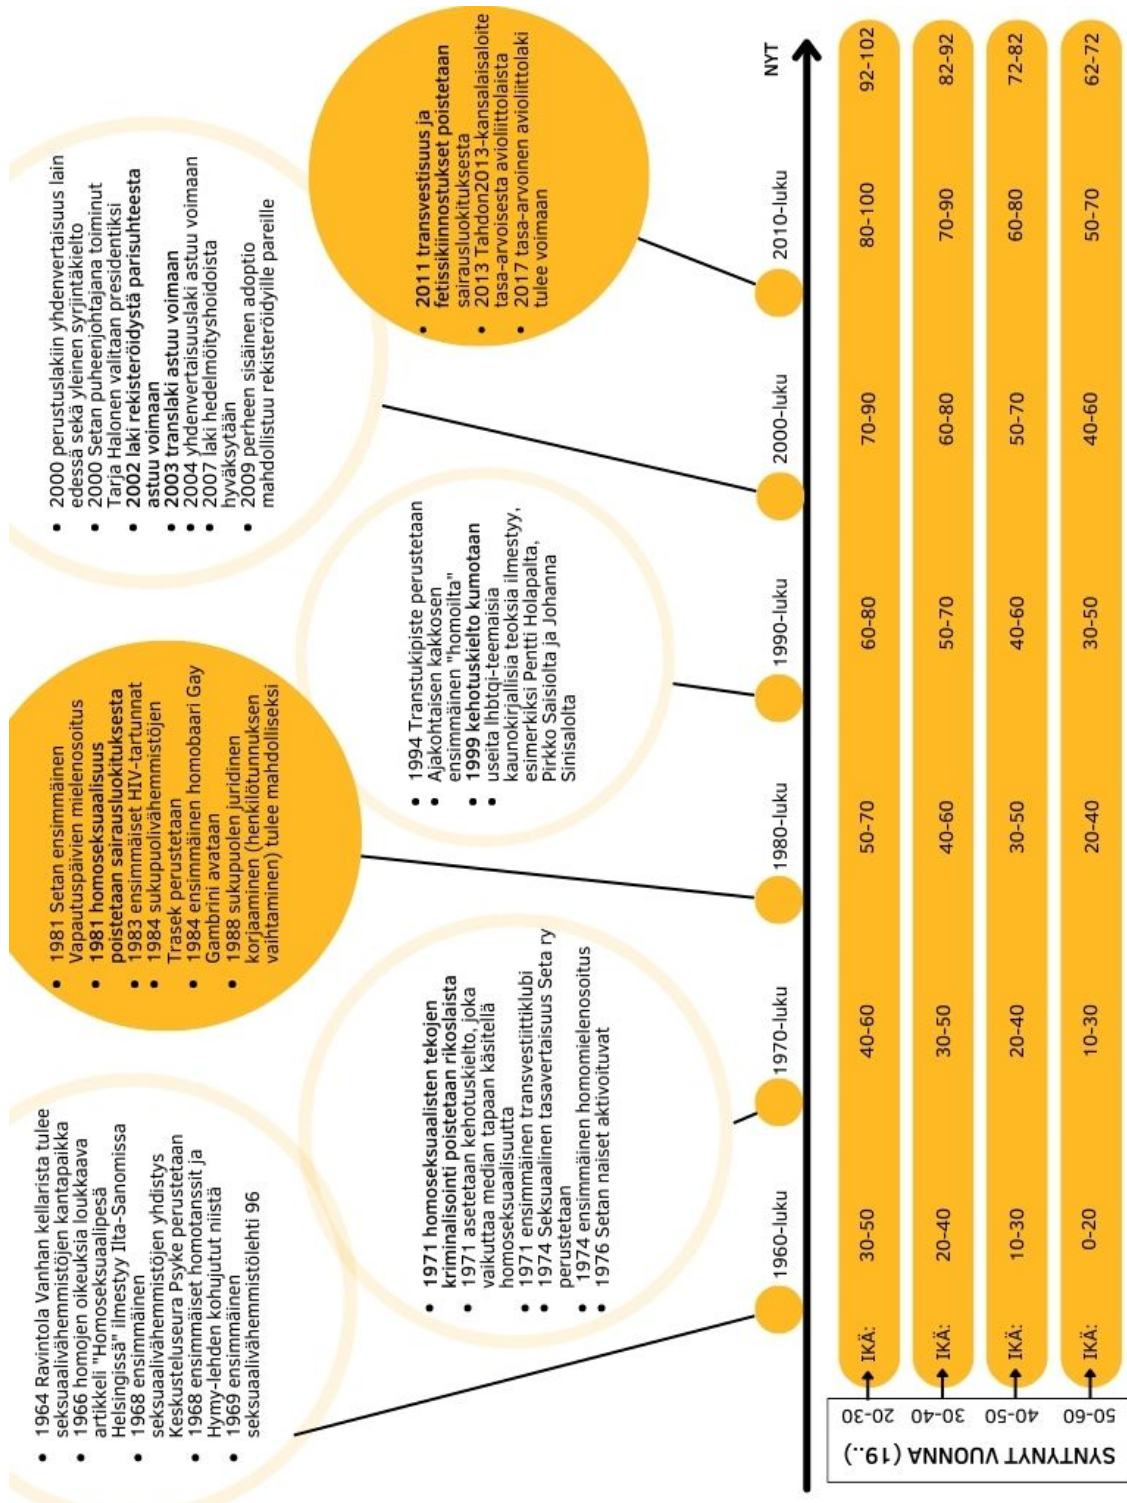 • 1964 Ravintola Vanhan kellarista tulee
seksuaalivähemmistöjen kantapaikka
• 1966 homojen oikeuksia loukkaava
artikkeli "Homoseksuaalipesä
Helsingissä" ilmestyy Ilta-Sanomissa
• 1968 ensimmäinen
seksuaalivähemmistöjen yhdistys
Keskusteluseura Psyke perustetaan
• 1968 ensimmäiset homotanssit ja
Hymy-lehden kohujutut niistä
• 1969 ensimmäinen
seksuaalivähemmistölehti 96
• 1971 homoseksuaalisten tekojen
kriminalisointi poistetaan rikoslaista
• 1971 asetetaan kehotuskielto, joka
vaikuttaa median tapaan käsitellä
homoseksuaalisuutta
• 1971 ensimmäinen transvestiittiklubi
• 1974 Seksuaalinen tasavertaisuus Seta ry
perustetaan
• 1974 ensimmäinen homomielenosoitus
• 1976 Setan naiset aktivoituvat
• 1981 Setan ensimmäinen
Vapautuspäivien mielenosoitus
• 1981 homoseksuaalisuus
poistetaan sairausluokituksesta
• 1983 ensimmäiset HIV-tartunnat
• 1984 sukupuolivähemmistöjen
Trasek perustetaan
• 1984 ensimmäinen homobaari Gay
Gambrini avataan
• 1988 sukupuolen juridinen
korjaaminen (henkilötunnuksen
vaihtaminen) tulee mahdolliseksi
• 1994 Transtukipiste perustetaan
• Ajakohtaisen kakkosen
ensimmäinen "homoilta"
• 1999 kehotuskielto kumotaan
• useita lhbtqi-teemaisia
kaunokirjallisia teoksia ilmestyy,
esimerkiksi Pentti Holapalta,
Pirkko Saisiolta ja Johanna
Sinisalolta
• 2000 perustuslakiin yhdenvertaisuus lain
edessä sekä yleinen syrjintäkielto
• 2000 Setan puheenjohtajana toiminut
Tarja Halonen valitaan presidentiksi
• 2002 laki rekisteröidystä parisuhteesta
astuu voimaan
• 2003 translaki astuu voimaan
• 2004 yhdenvertaisuuslaki astuu voimaan
• 2007 laki hedelmöityshoidoista
hyväksytään
• 2009 perheen sisäinen adoptio
mahdollistuu rekisteröidyille pareille
• 2011 transvestisuus ja
fetissikiinnostukset poistetaan
sairausluokituksesta
• 2013 Tahdon2013-kansalaisaloite
tasa-arvoisesta avioliittolaista
• 2017 tasa-arvoinen avioliittolaki
tulee voimaan
1960-luku 1970-luku 1980-luku 1990-luku 2000-luku 2010-luku NYT
SYNTYNYT VUONNA (19..)
20-30 IKÄ: 30-50 40-60 50-70 60-80 70-90 80-100 92-102
30-40 IKÄ: 20-40 30-50 40-60 50-70 60-80 70-90 82-92
40-50 IKÄ: 10-30 20-40 30-50 40-60 50-70 60-80 72-82
50-60 IKÄ: 0-20 10-30 20-40 30-50 40-60 50-70 62-72